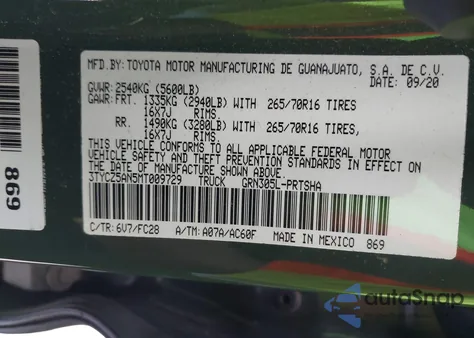 MFD.BY: TOYOTA MOTOR MANUFACTURING DE GUANAJUATO, S.A. DE C.V.
DATE: 09/20
GVWR: 2540KG (5600LB)
GAWR: FRT. 1335KG (2940LB) WITH 265/70R16 TIRES
16X7J RIMS,
RR. 1490KG (3280LB) WITH 265/70R16 TIRES,
16X7J RIMS.
THIS VEHICLE CONFORMS TO ALL APPLICABLE FEDERAL MOTOR
VEHICLE SAFETY AND THEFT PREVENTION STANDARDS IN EFFECT
ON THE DATE OF MANUFACTURE SHOWN ABOVE.
3TYCZ5AN5MT009729 TRUCK GRN305L-PRTSHA
C/TR: 6V7/FC28 A/TM: A07A/AC60F MADE IN MEXICO 869
869
autoSnap